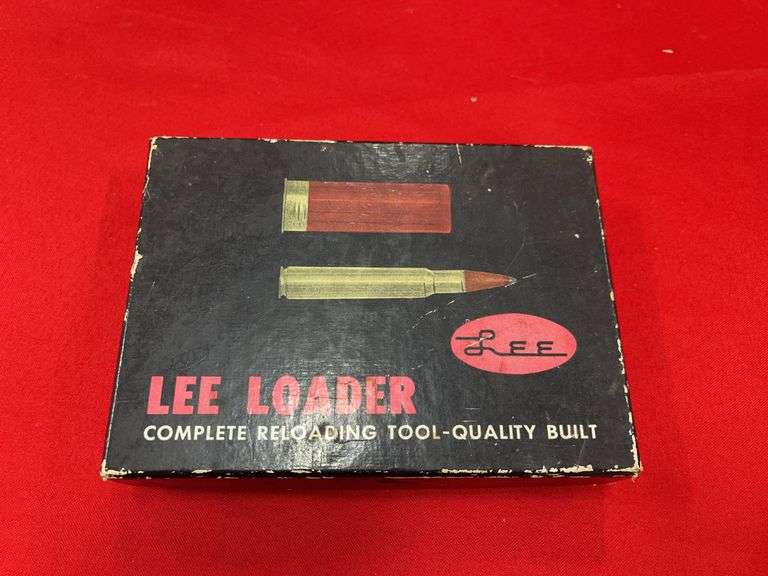 LEE
LEE LOADER
COMPLETE RELOADING TOOL-QUALITY BUILT